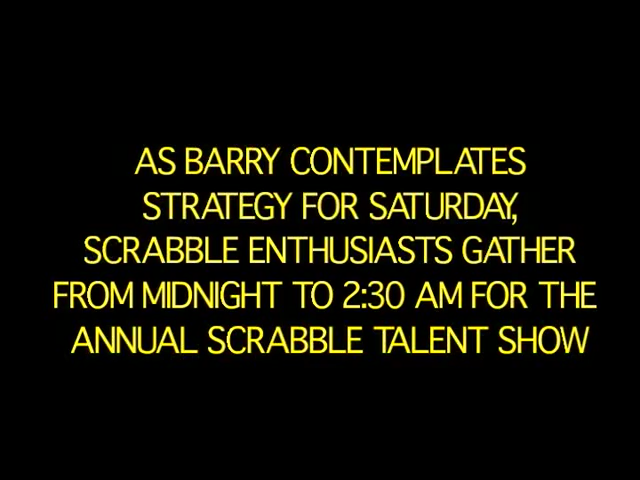 AS BARRY CONTEMPLATES
STRATEGY FOR SATURDAY,
SCRABBLE ENTHUSIASTS GATHER
FROM MIDNIGHT TO 2:30 AM FOR THE
ANNUAL SCRABBLE TALENT SHOW